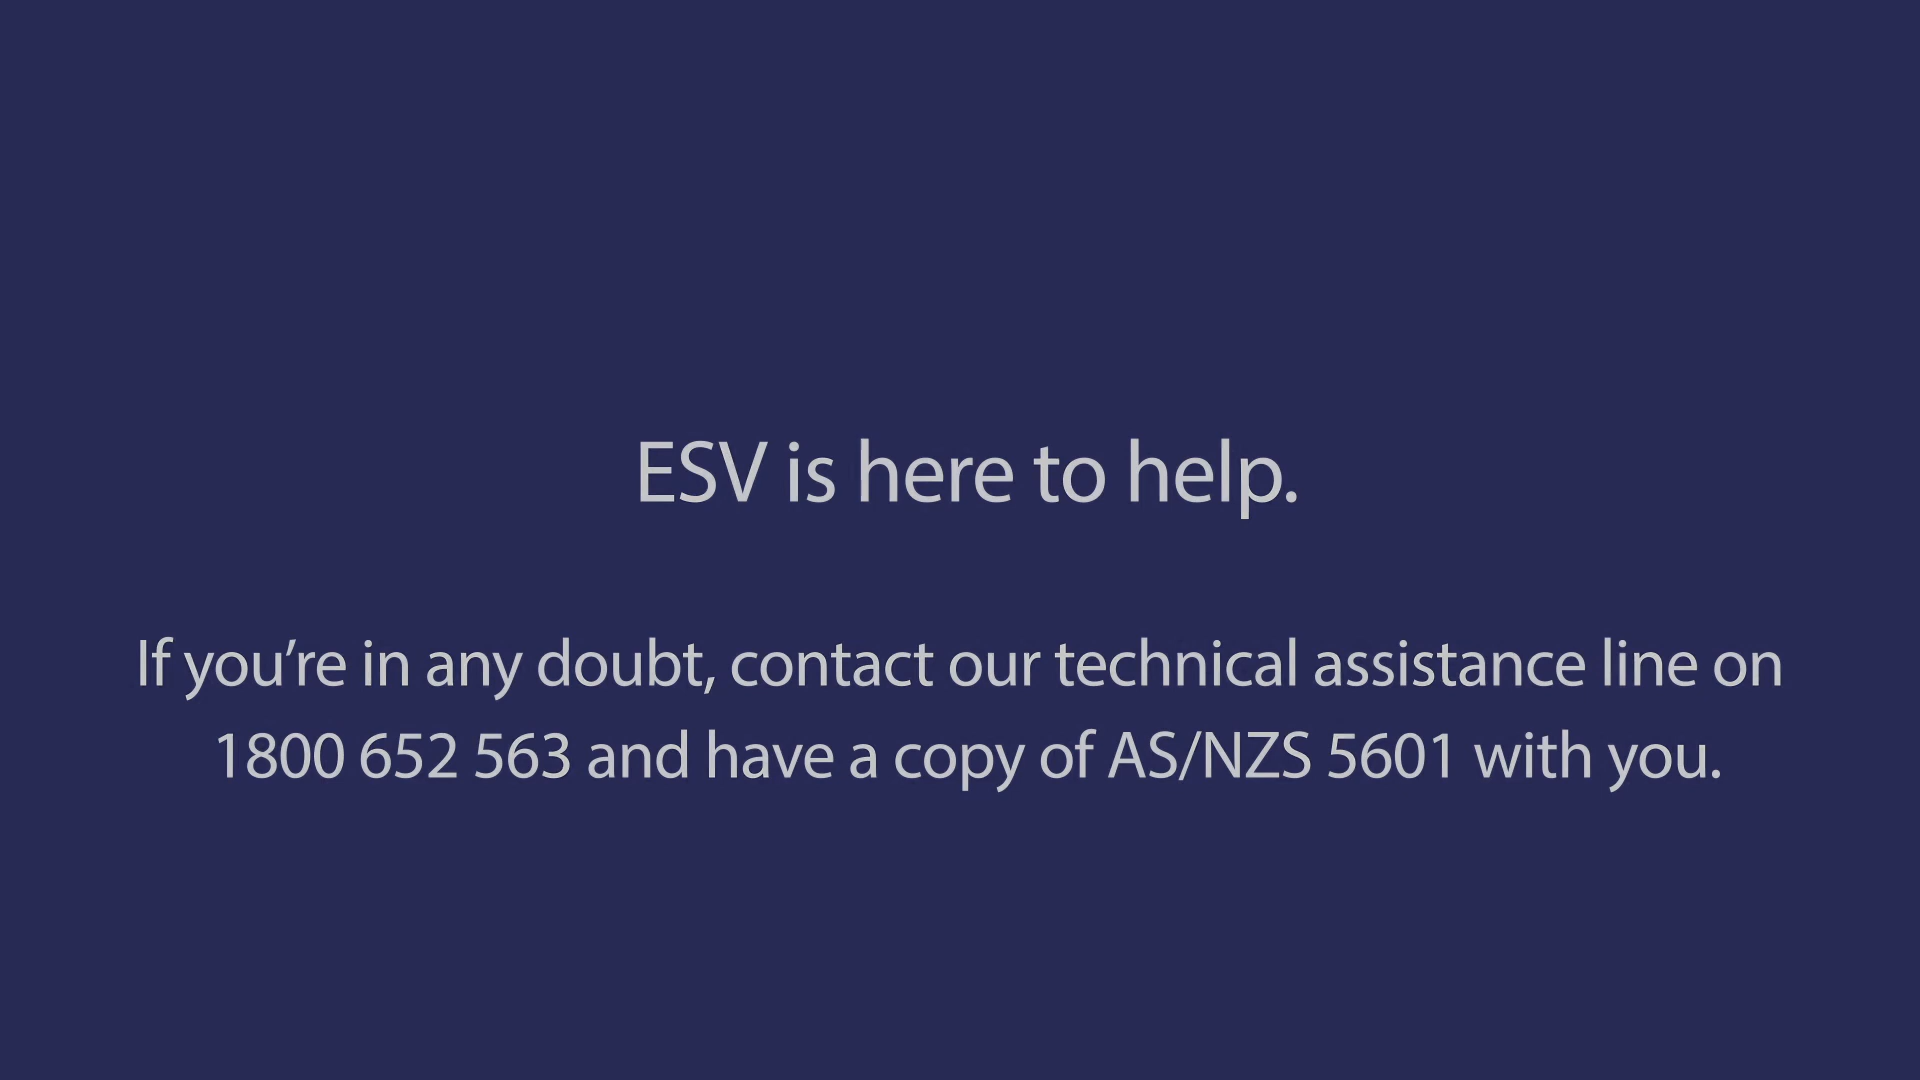 ESV is here to help.
If you’re in any doubt, contact our technical assistance line on
1800 652 563 and have a copy of AS/NZS 5601 with you.